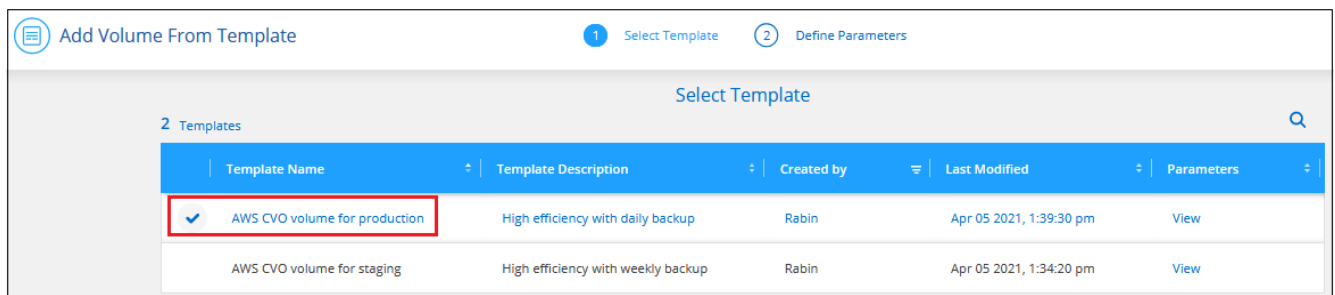 Add Volume From Template
1 Select Template 2 Define Parameters
Select Template
2 Templates
Template Name Template Description Created by Last Modified Parameters
AWS CVO volume for production High efficiency with daily backup Rabin Apr 05 2021, 1:39:30 pm View
AWS CVO volume for staging High efficiency with weekly backup Rabin Apr 05 2021, 1:34:20 pm View